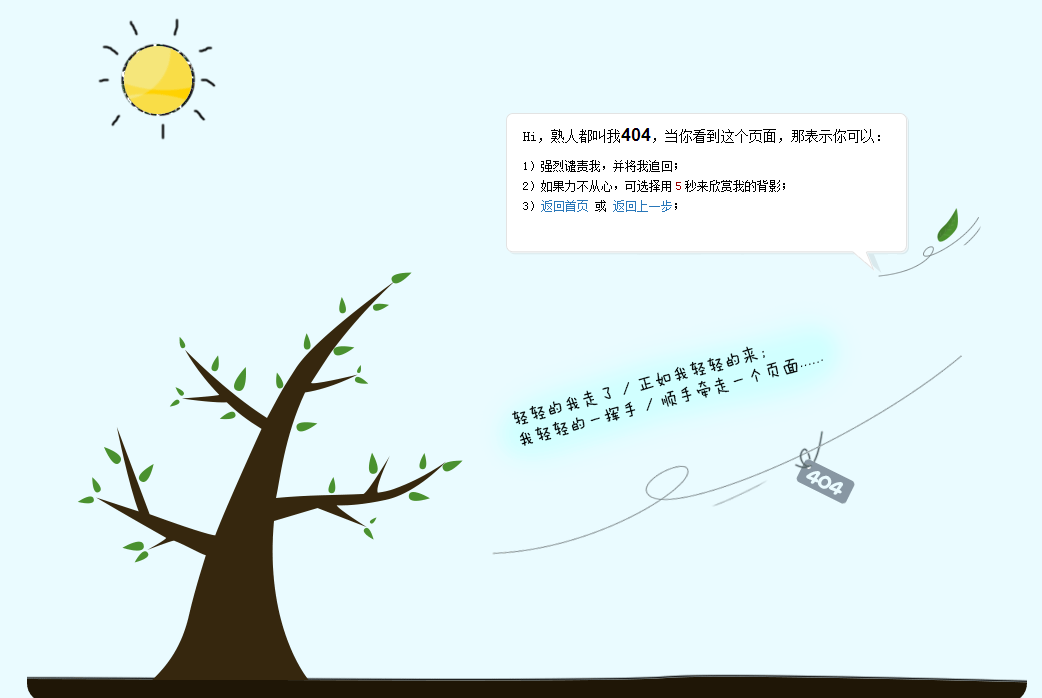 Hi，熟人都叫我404，当你看到这个页面，那表示你可以：
1）强烈谴责我，并将我追回；
2）如果力不从心，可选择用 5 秒来欣赏我的背影；
3）返回首页 或 返回上一步；
轻轻的我走了 / 正如我轻轻的来；
我轻轻的一挥手 / 顺手牵走一个页面……
404